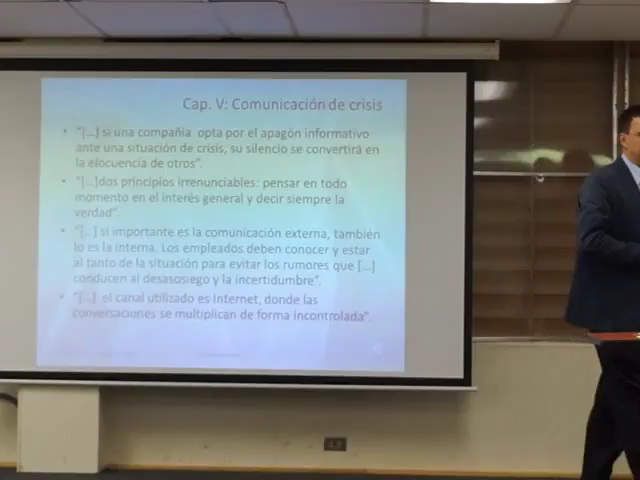 Cap. V: Comunicación de crisis
• "[...] si una compañía opta por el apagón informativo
ante una situación de crisis, su silencio se convertirá en
la elocuencia de otros".
• "[...]dos principios irrenunciables: pensar en todo
momento en el interés general y decir siempre la
verdad".
• "[...] si importante es la comunicación externa, también
lo es la interna. Los empleados deben conocer y estar
al tanto de la situación para evitar los rumores que [...]
conducen al desasosiego y la incertidumbre".
• "[...] el canal utilizado es Internet, donde las
conversaciones se multiplican de forma incontrolada".